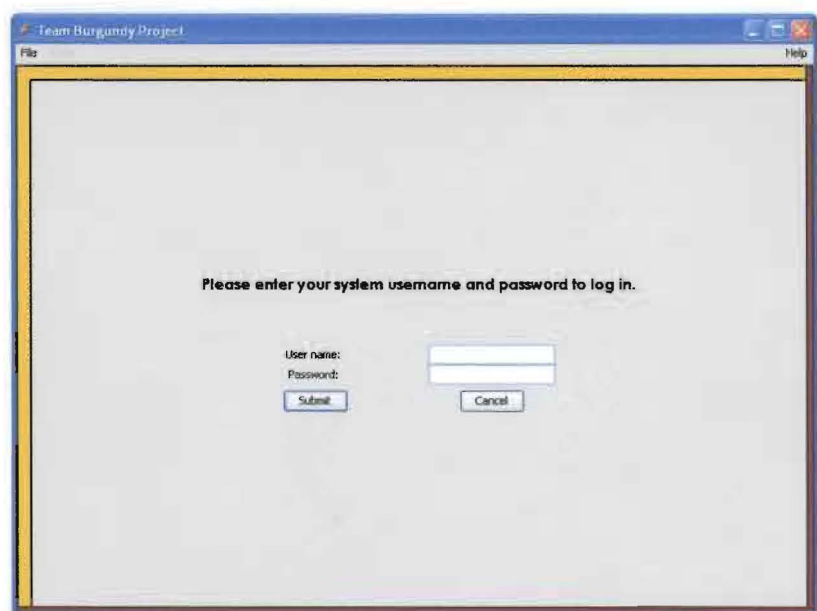 Team Burgundy Project
File Help
Please enter your system username and password to log in.
User name:
Password:
Submit Cancel